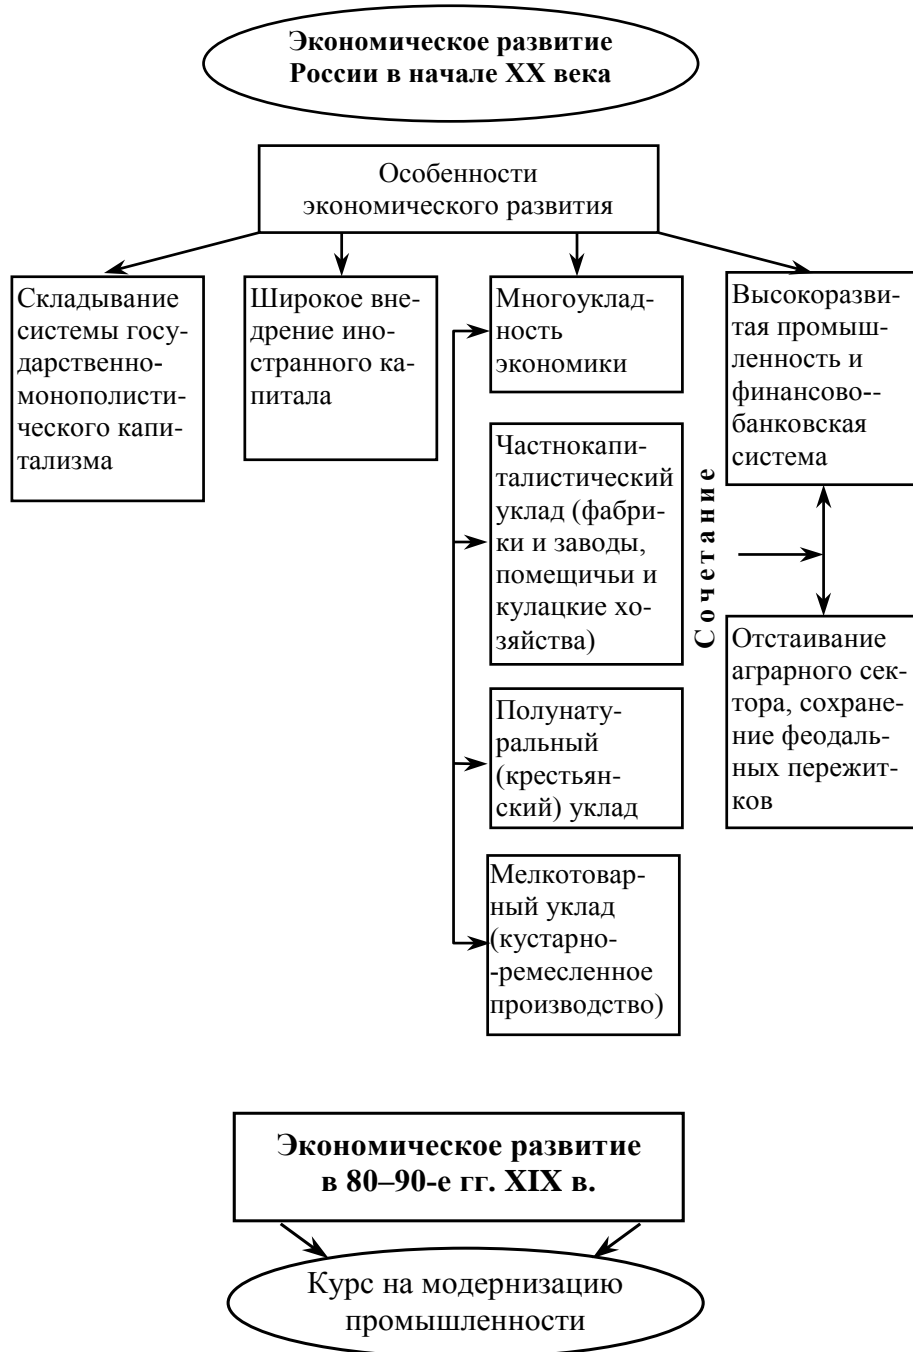 Экономическое развитие
России в начале XX века
Особенности
экономического развития
Складывание
системы госу-
дарственно-
монополисти-
ческого капи-
тализма
Широкое вне-
дрение ино-
странного ка-
питала
Многоуклад-
ность
экономики
Высокоразви-
тая промыш-
ленность и
финансово--
банковская
система
Частнокапи-
талистический
уклад (фабри-
ки и заводы,
помещичьи и
кулацкие хо-
зяйства)
Сочетание
Отстаивание
аграрного сек-
тора, сохране-
ние феодаль-
ных пережит-
ков
Полунату-
ральный
(крестьян-
ский) уклад
Мелкотовар-
ный уклад
(кустарно-
-ремесленное
производство)
Экономическое развитие
в 80–90-е гг. XIX в.
Курс на модернизацию
промышленности